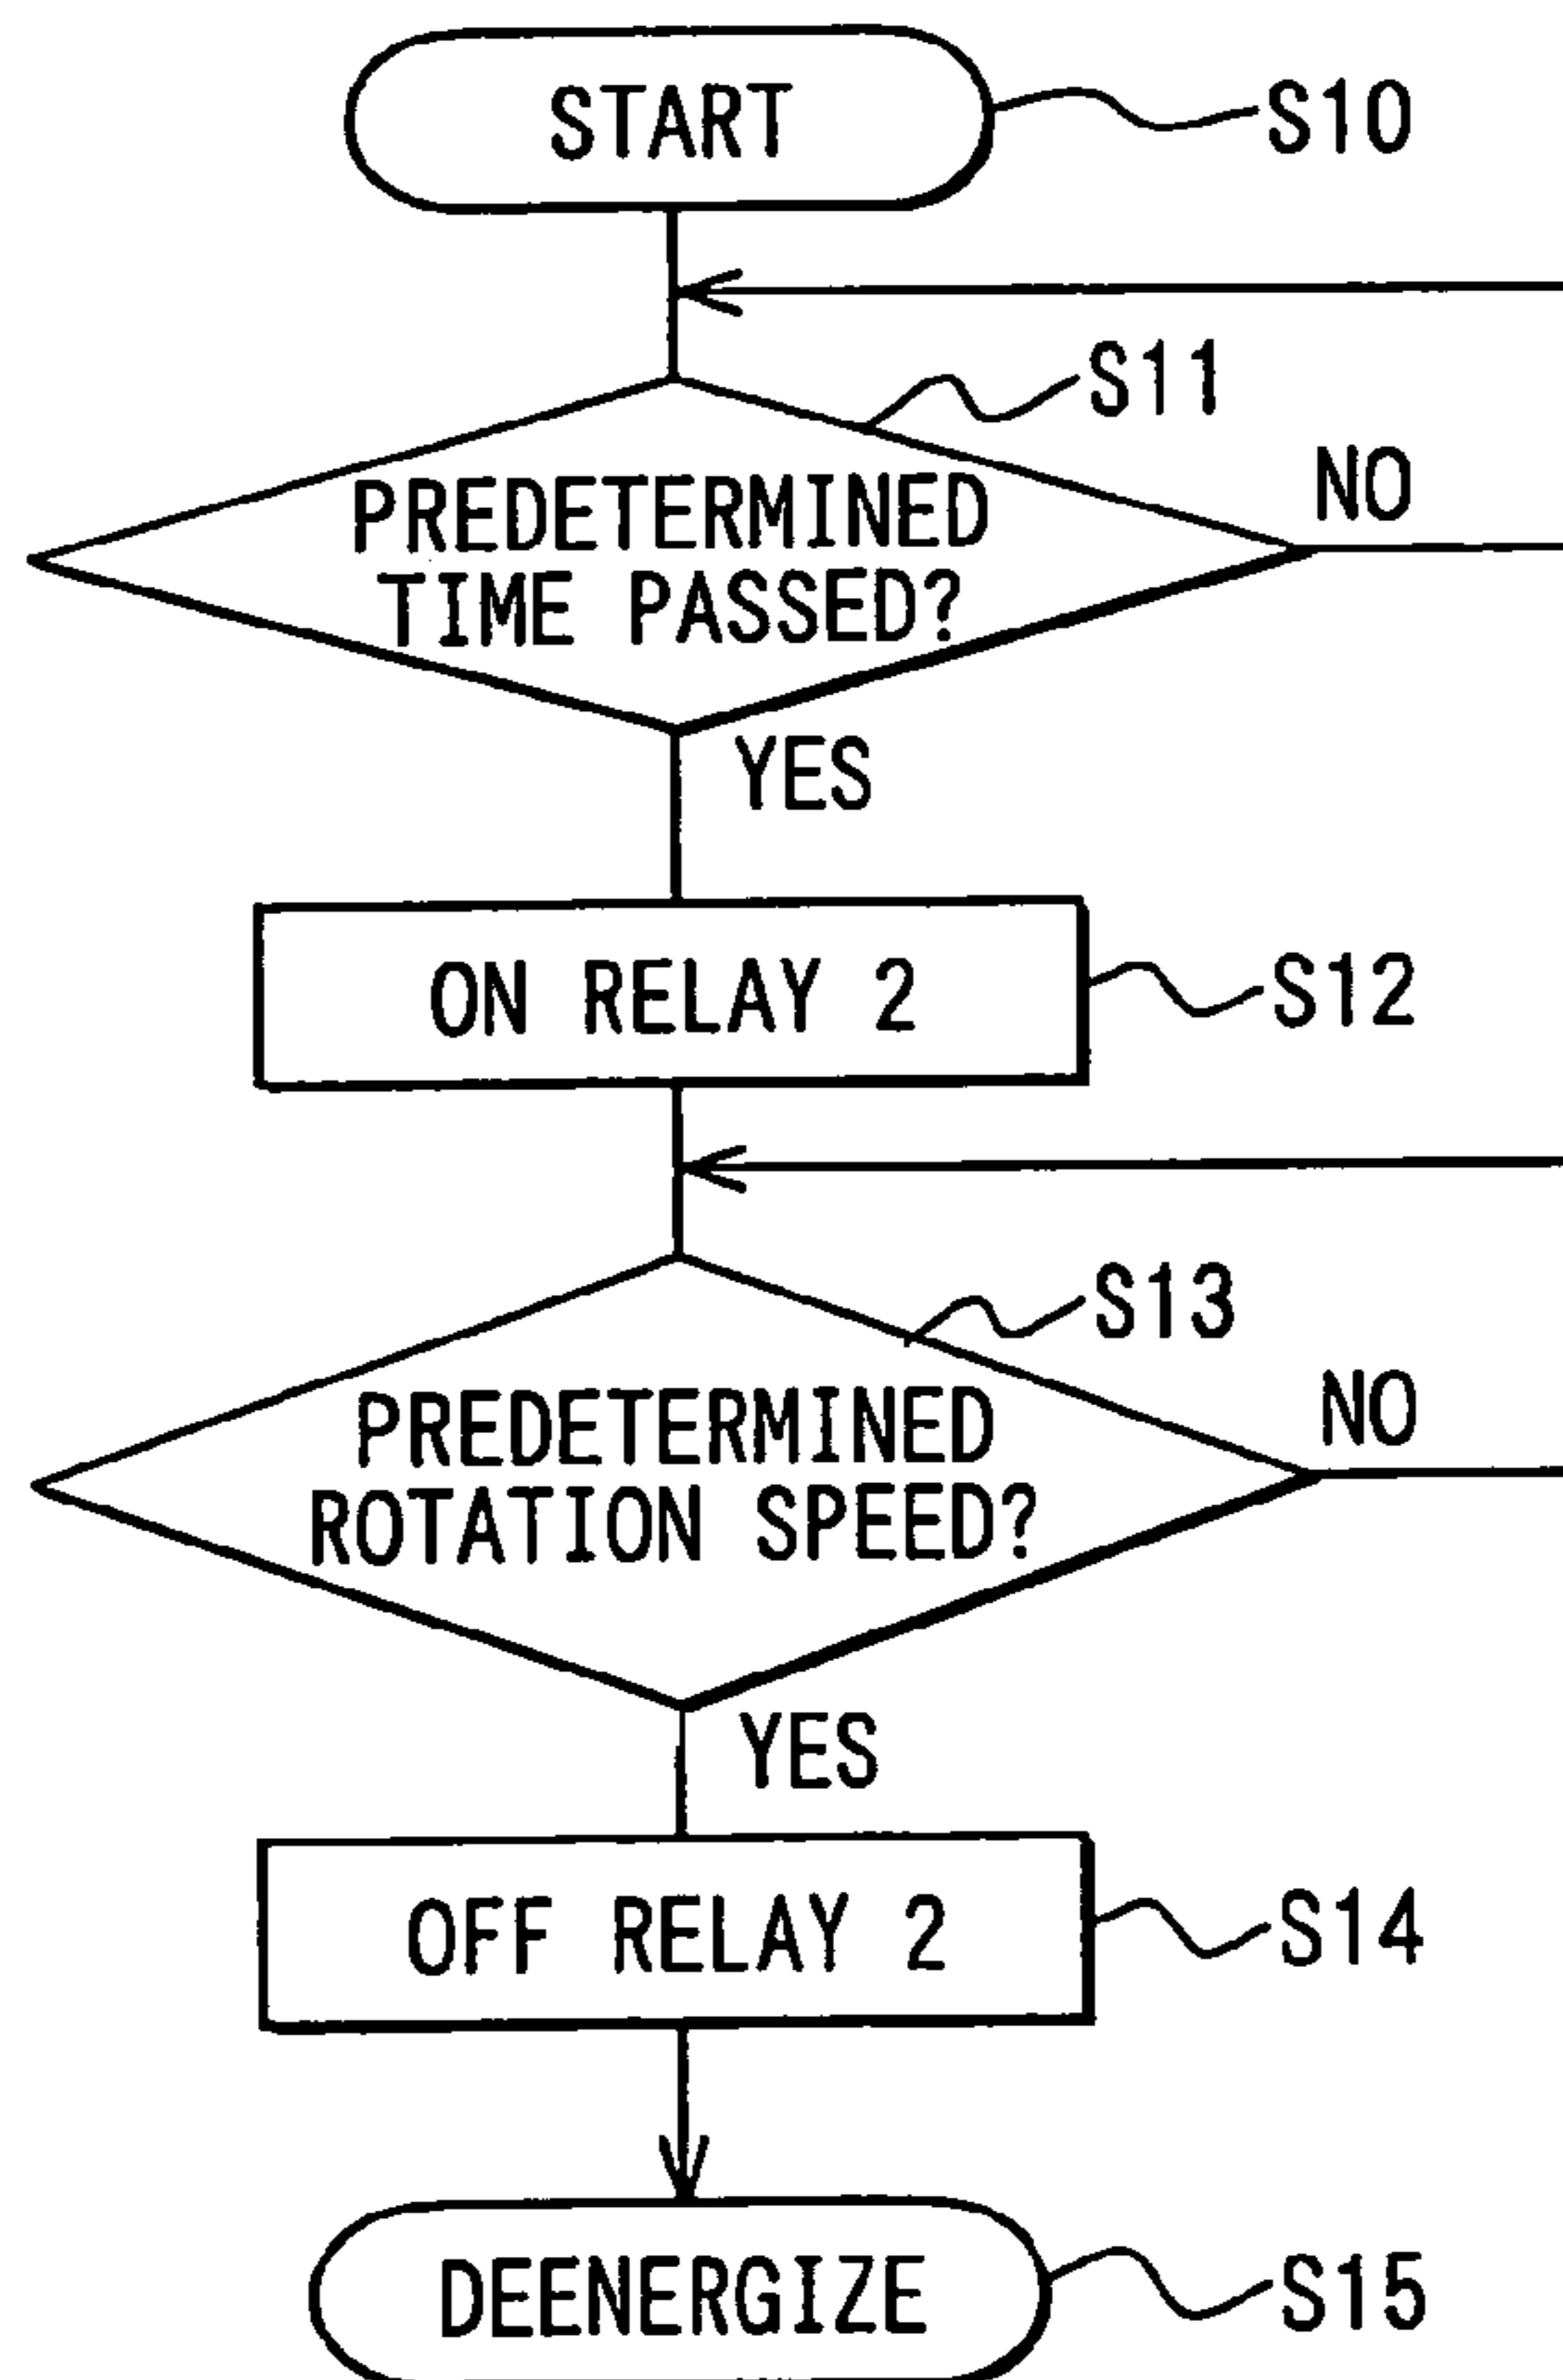 START
S10
S11
PREDETERMINED
TIME PASSED?
NO
YES
ON RELAY 2
S12
S13
PREDETERMINED
ROTATION SPEED?
NO
YES
OFF RELAY 2
S14
DEENERGIZE
S15